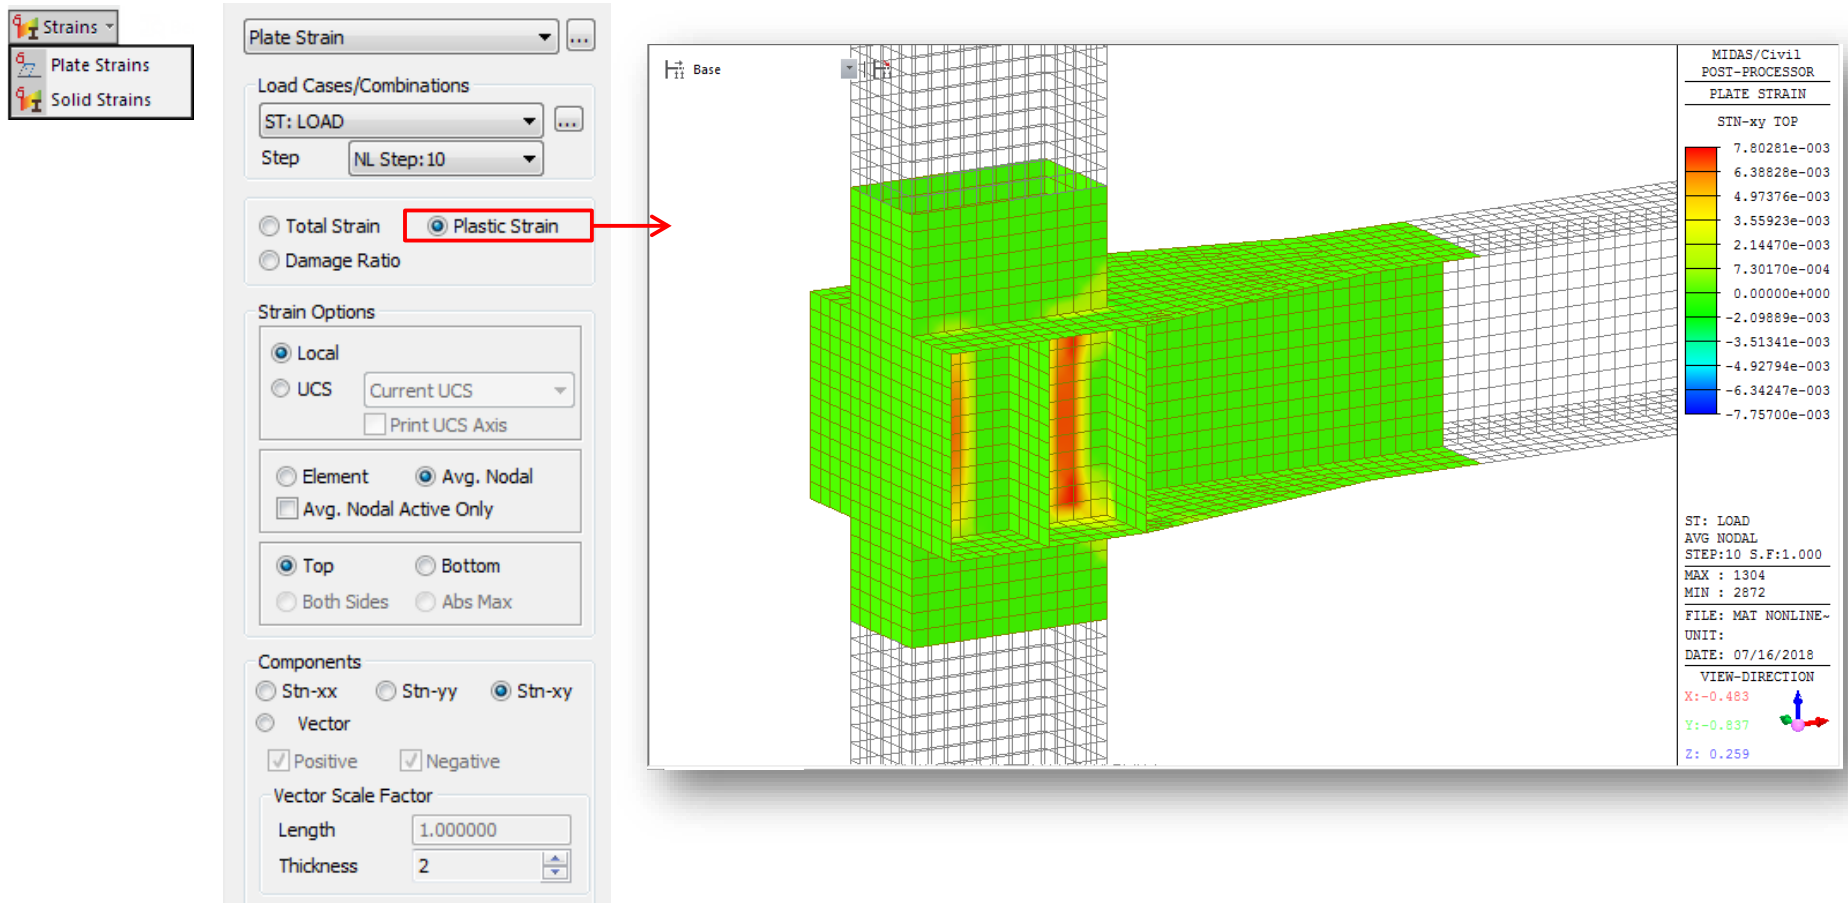 Strains
Plate Strains
Solid Strains
Plate Strain
...
Load Cases/Combinations
ST: LOAD
...
Step
NL Step:10
Total Strain
Plastic Strain
Damage Ratio
Strain Options
Local
UCS
Current UCS
Print UCS Axis
Element
Avg. Nodal
Avg. Nodal Active Only
Top
Bottom
Both Sides
Abs Max
Components
Stn-xx
Stn-yy
Stn-xy
Vector
Positive
Negative
Vector Scale Factor
Length
1.000000
Thickness
2
Base
MIDAS/Civil
POST-PROCESSOR
PLATE STRAIN
STN-xy TOP
7.80281e-003
6.38828e-003
4.97376e-003
3.55923e-003
2.14470e-003
7.30170e-004
0.00000e+000
-2.09889e-003
-3.51341e-003
-4.92794e-003
-6.34247e-003
-7.75700e-003
ST: LOAD
AVG NODAL
STEP:10 S.F:1.000
MAX : 1304
MIN : 2872
FILE: MAT NONLINE~
UNIT:
DATE: 07/16/2018
VIEW-DIRECTION
X:-0.483
Y:-0.837
Z: 0.259